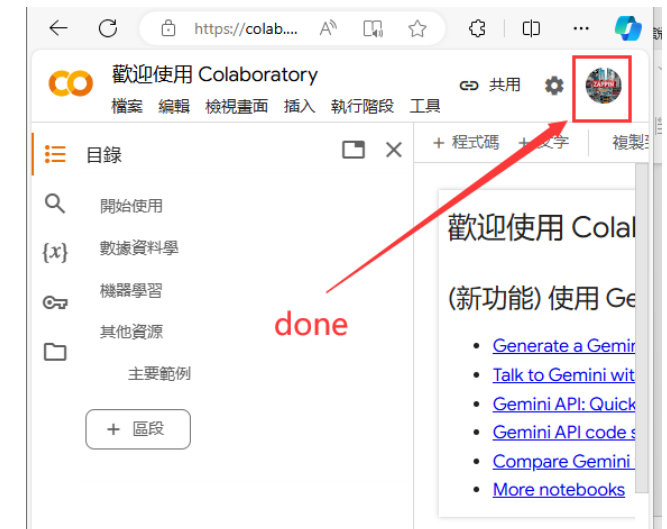 https://colab....
歡迎使用 Colaboratory
共用
檔案 編輯 檢視畫面 插入 執行階段 工具
目錄
+ 程式碼 + 文字 複製
開始使用
數據資料學
機器學習
其他資源
主要範例
+ 區段
{x}
done
歡迎使用 Colal
(新功能) 使用 Ge
Generate a Gemir
Talk to Gemini wit
Gemini API: Quick
Gemini API code s
Compare Gemini
More notebooks